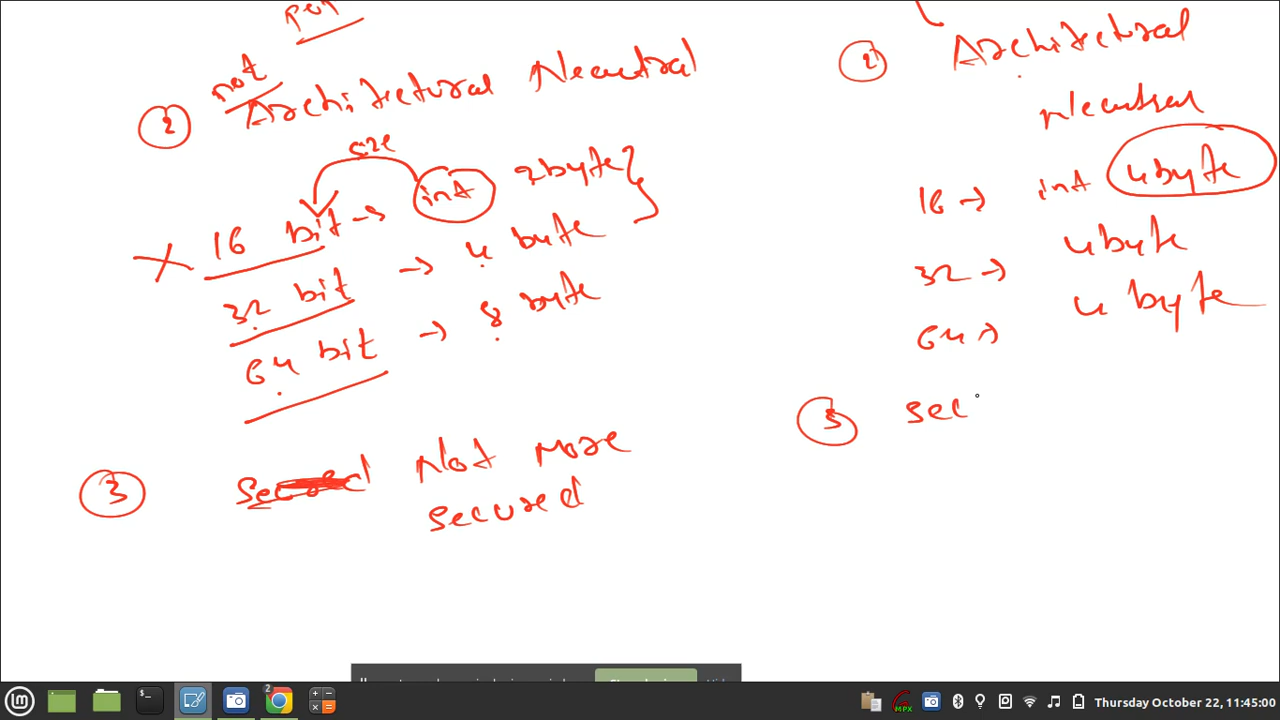 ② not Architectural Neutral
size
16 bit → int 2byte
32 bit → 4 byte
64 bit → 8 byte
③ Not More
secured
② Architectural
Neutral
16 → int 4byte
32 → 4byte
64 → 4 byte
③ sec
Thursday October 22, 11:45:00